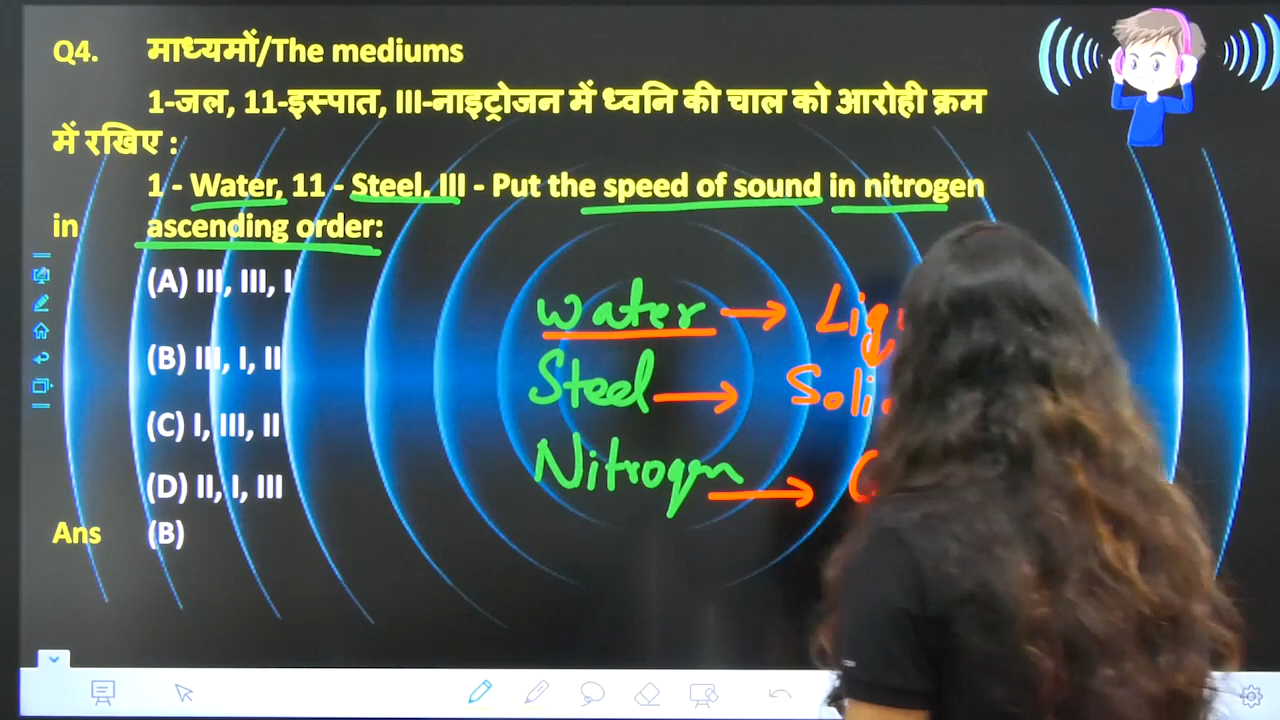 Q4. माध्यमों/The mediums
1-जल, 11-इस्पात, III-नाइट्रोजन में ध्वनि की चाल को आरोही क्रम
में रखिए :
1 - Water, 11 - Steel. III - Put the speed of sound in nitrogen
in ascending order:
(A) III, III, I
(B) III, I, II
(C) I, III, II
(D) II, I, III
Ans (B)
water →
Steel →
Nitrogen →